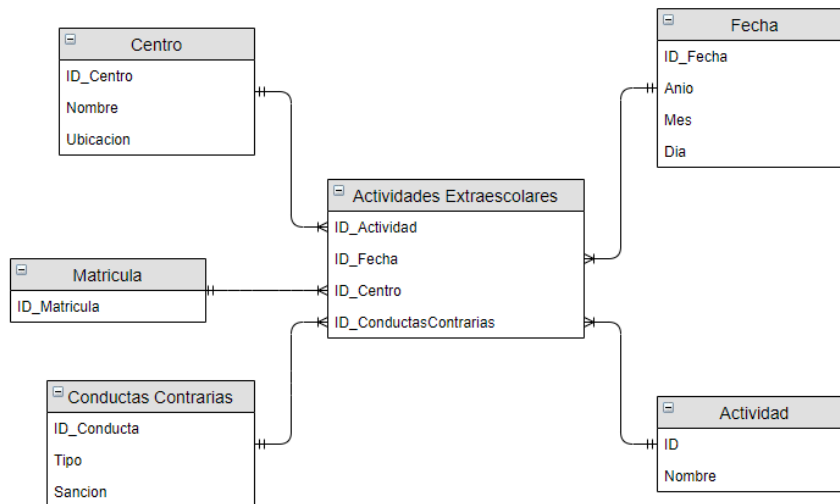 Centro
ID_Centro
Nombre
Ubicacion
Fecha
ID_Fecha
Anio
Mes
Dia
Actividades Extraescolares
ID_Actividad
ID_Fecha
ID_Centro
ID_ConductasContrarias
Matricula
ID_Matricula
Conductas Contrarias
ID_Conducta
Tipo
Sancion
Actividad
ID
Nombre